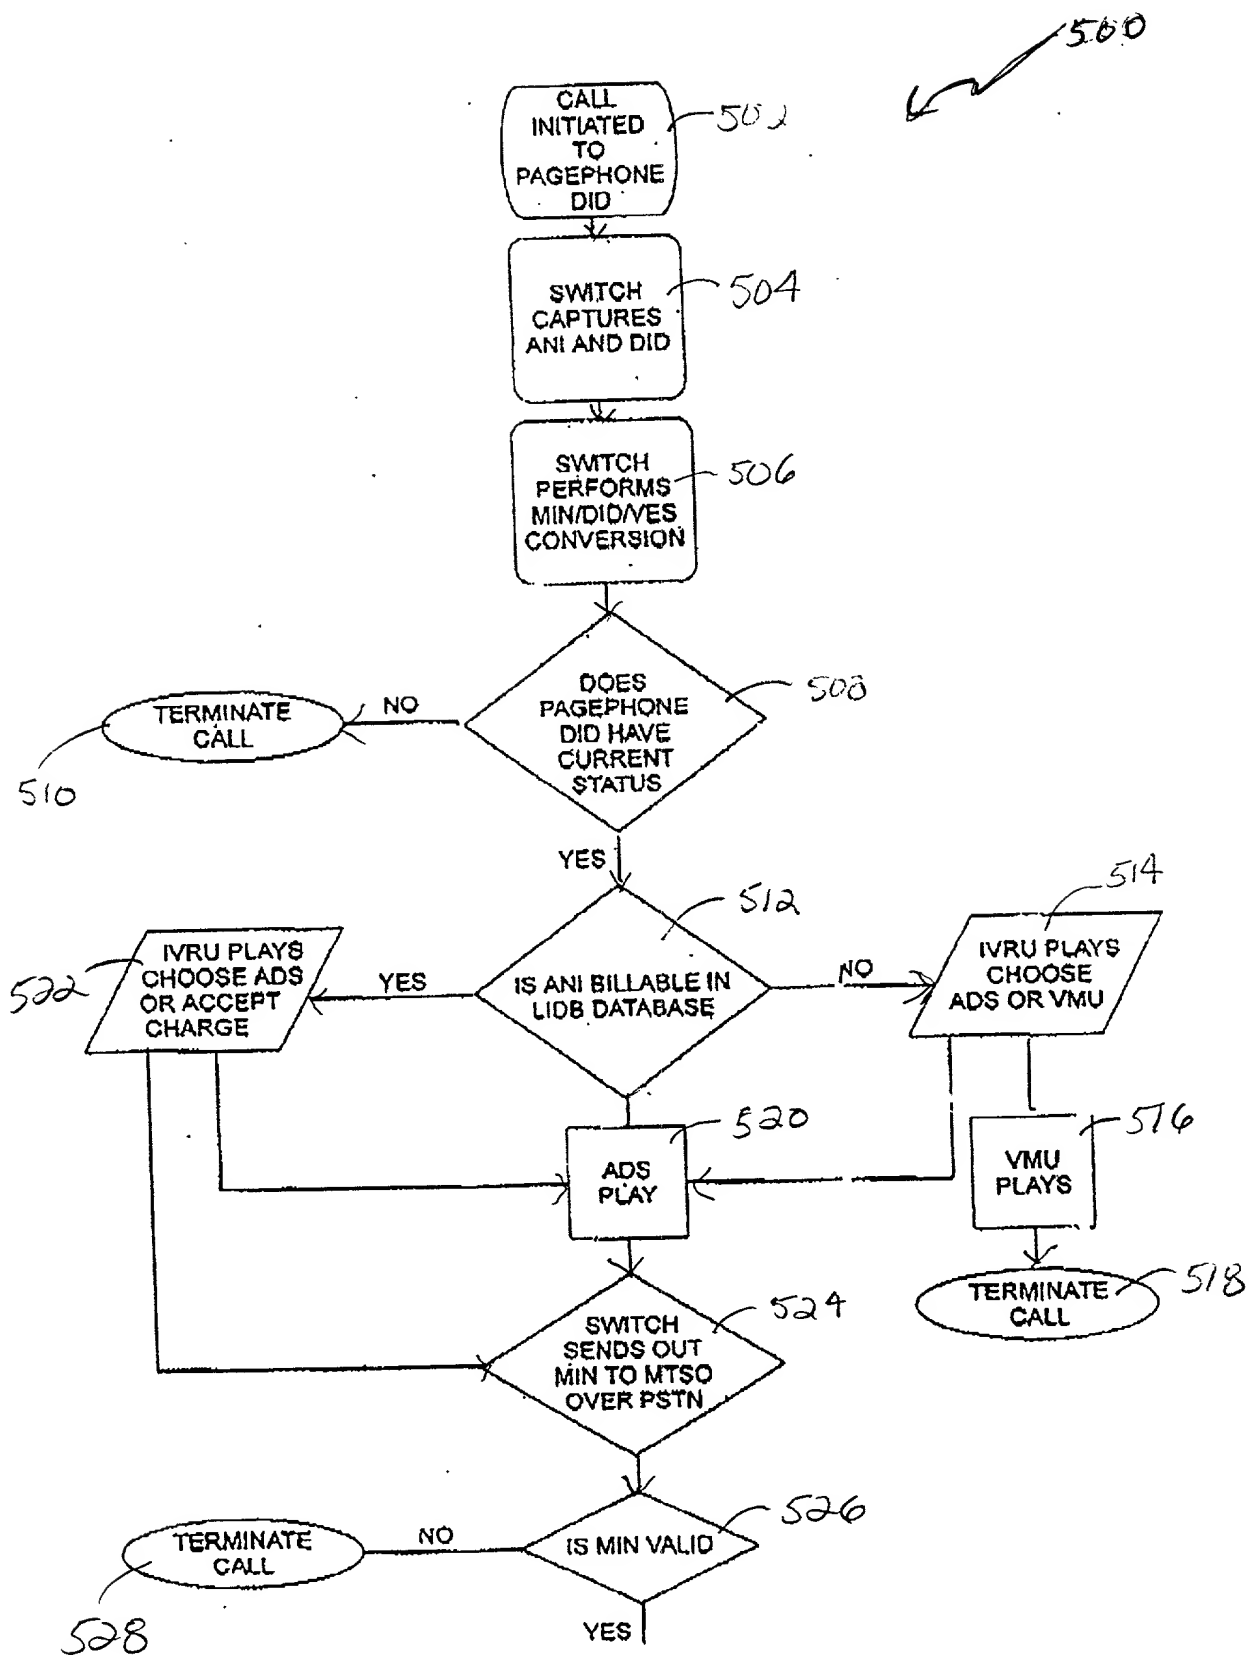 500
CALL
INITIATED
TO
PAGEPHONE
DID
502
SWITCH
CAPTURES
ANI AND DID
504
SWITCH
PERFORMS
MIN/DID/VES
CONVERSION
506
DOES
PAGEPHONE
DID HAVE
CURRENT
STATUS
508
NO
TERMINATE
CALL
510
YES
IS ANI BILLABLE IN
LIDB DATABASE
512
NO
IVRU PLAYS
CHOOSE
ADS OR VMU
514
YES
IVRU PLAYS
CHOOSE ADS
OR ACCEPT
CHARGE
522
ADS
PLAY
520
VMU
PLAYS
516
TERMINATE
CALL
518
SWITCH
SENDS OUT
MIN TO MTSO
OVER PSTN
524
IS MIN VALID
526
NO
TERMINATE
CALL
528
YES